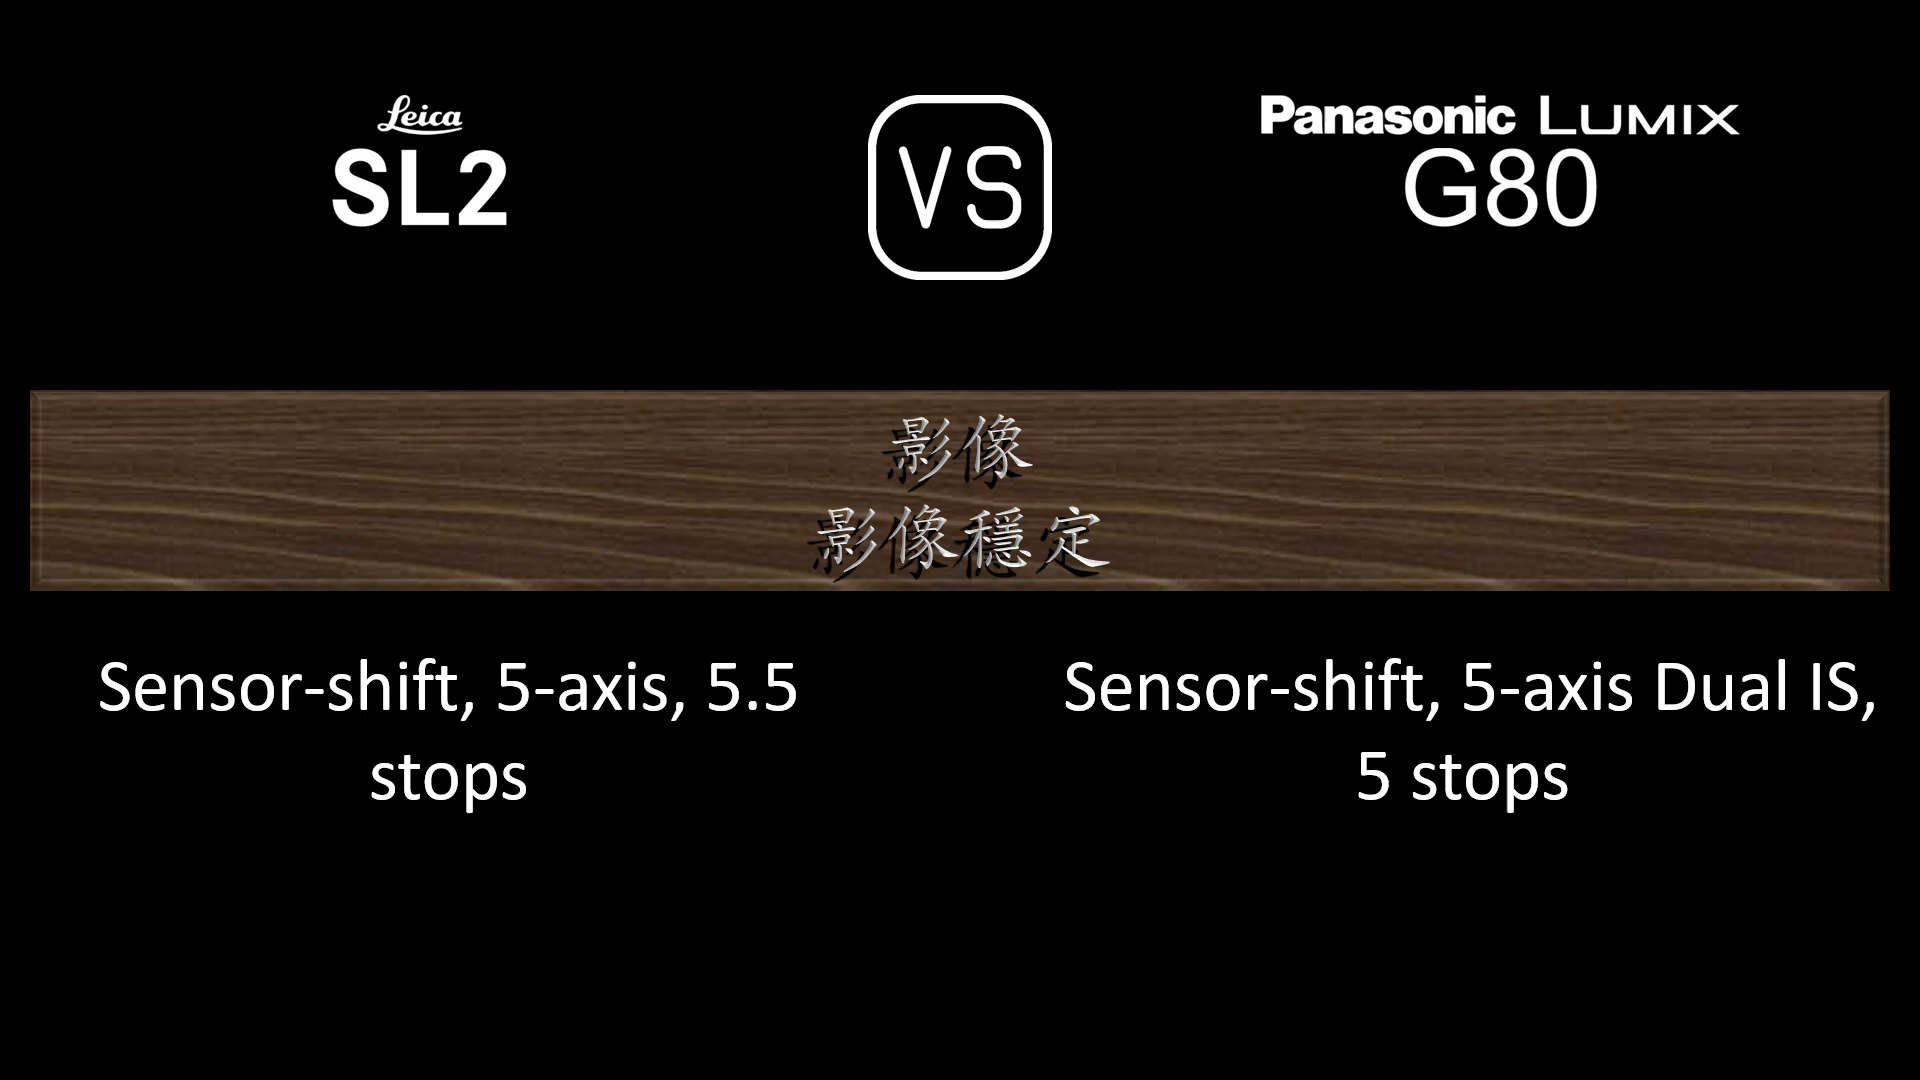 Leica
SL2
VS
Panasonic LUMIX
G80
影像
影像穩定
Sensor-shift, 5-axis, 5.5
stops
Sensor-shift, 5-axis Dual IS,
5 stops